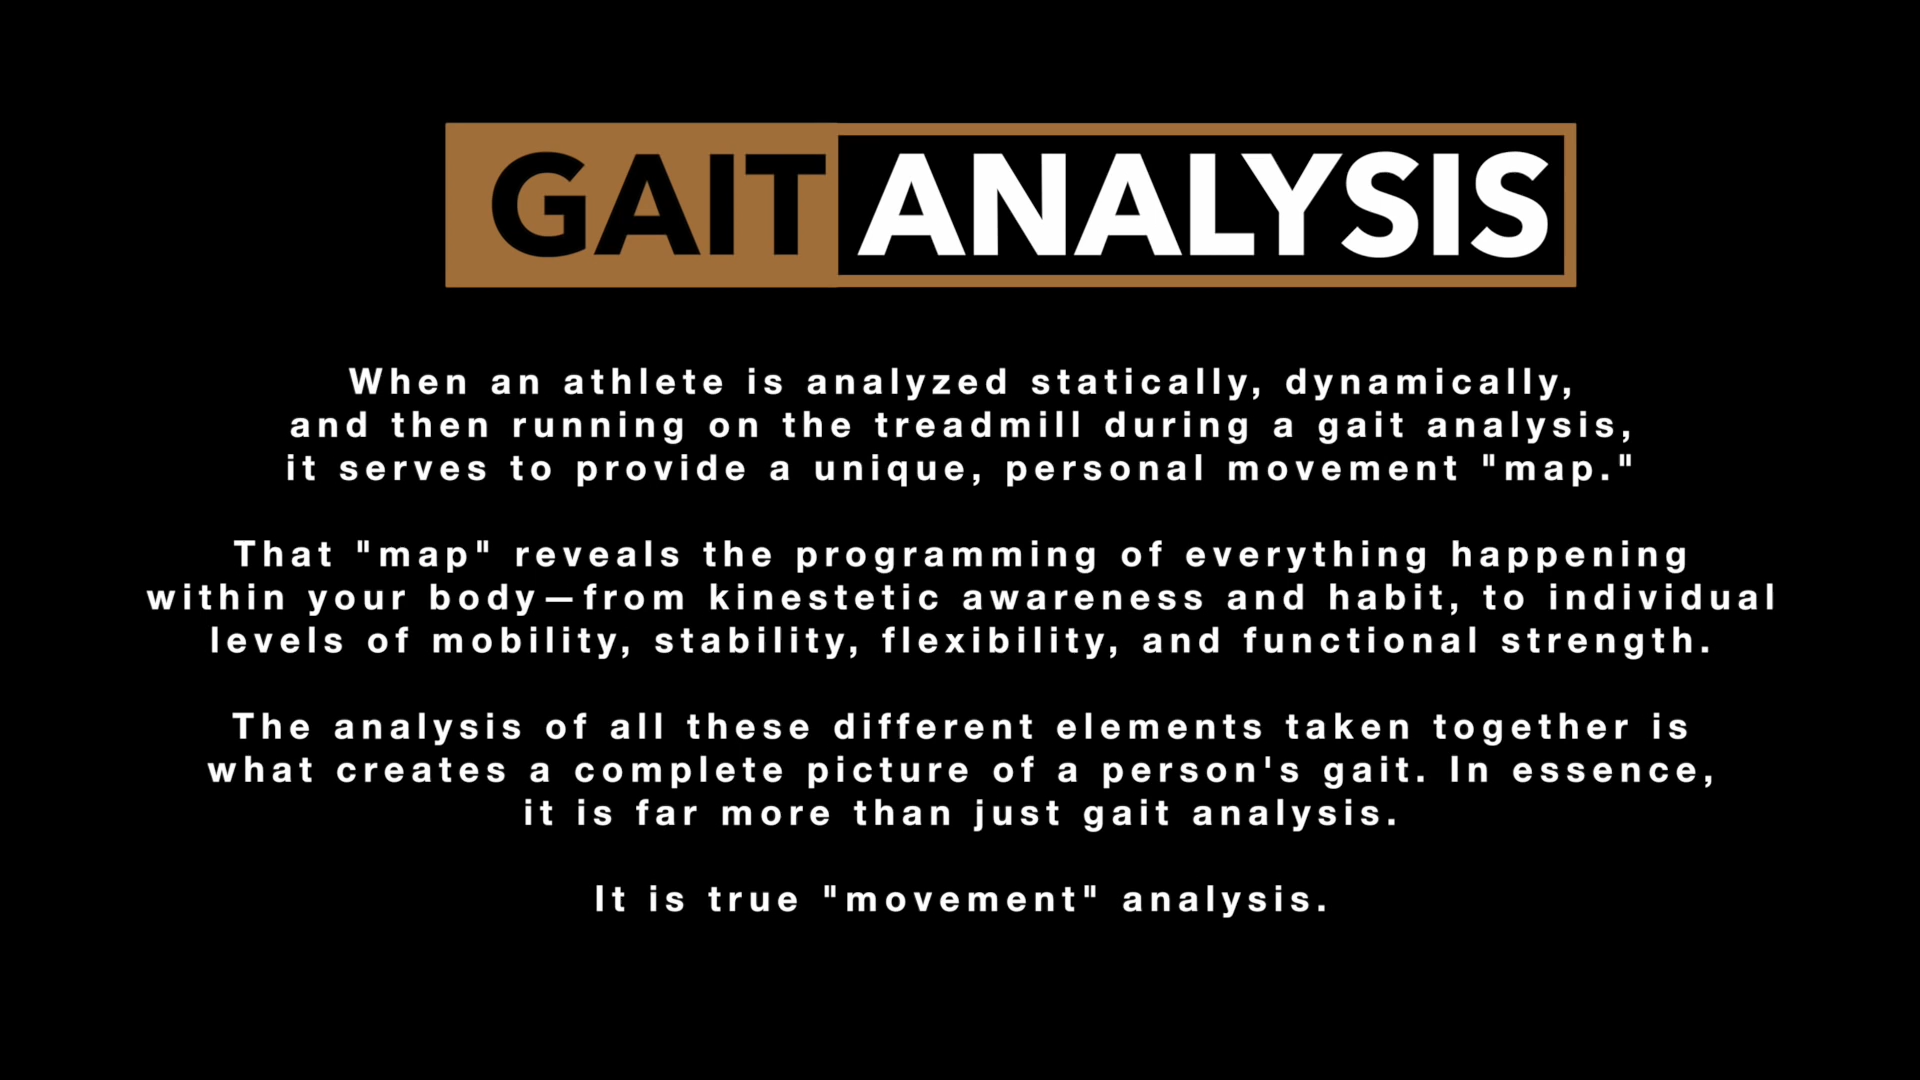 GAIT ANALYSIS
When an athlete is analyzed statically, dynamically,
and then running on the treadmill during a gait analysis,
it serves to provide a unique, personal movement "map."
That "map" reveals the programming of everything happening
within your body—from kinestetic awareness and habit, to individual
levels of mobility, stability, flexibility, and functional strength.
The analysis of all these different elements taken together is
what creates a complete picture of a person's gait. In essence,
it is far more than just gait analysis.
It is true "movement" analysis.